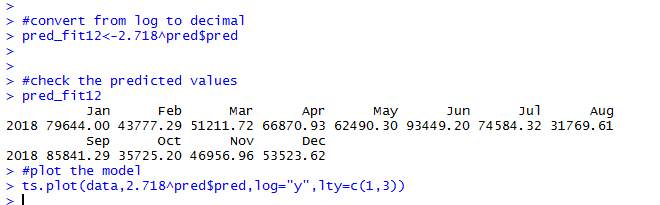 >
> #convert from log to decimal
> pred_fit12<-2.718^pred$pred
>
>
> #check the predicted values
> pred_fit12
Jan Feb Mar Apr May Jun Jul Aug
2018 79644.00 43777.29 51211.72 66870.93 62490.30 93449.20 74584.32 31769.61
Sep Oct Nov Dec
2018 85841.29 35725.20 46956.96 53523.62
> #plot the model
> ts.plot(data,2.718^pred$pred,log="y",lty=c(1,3))
>